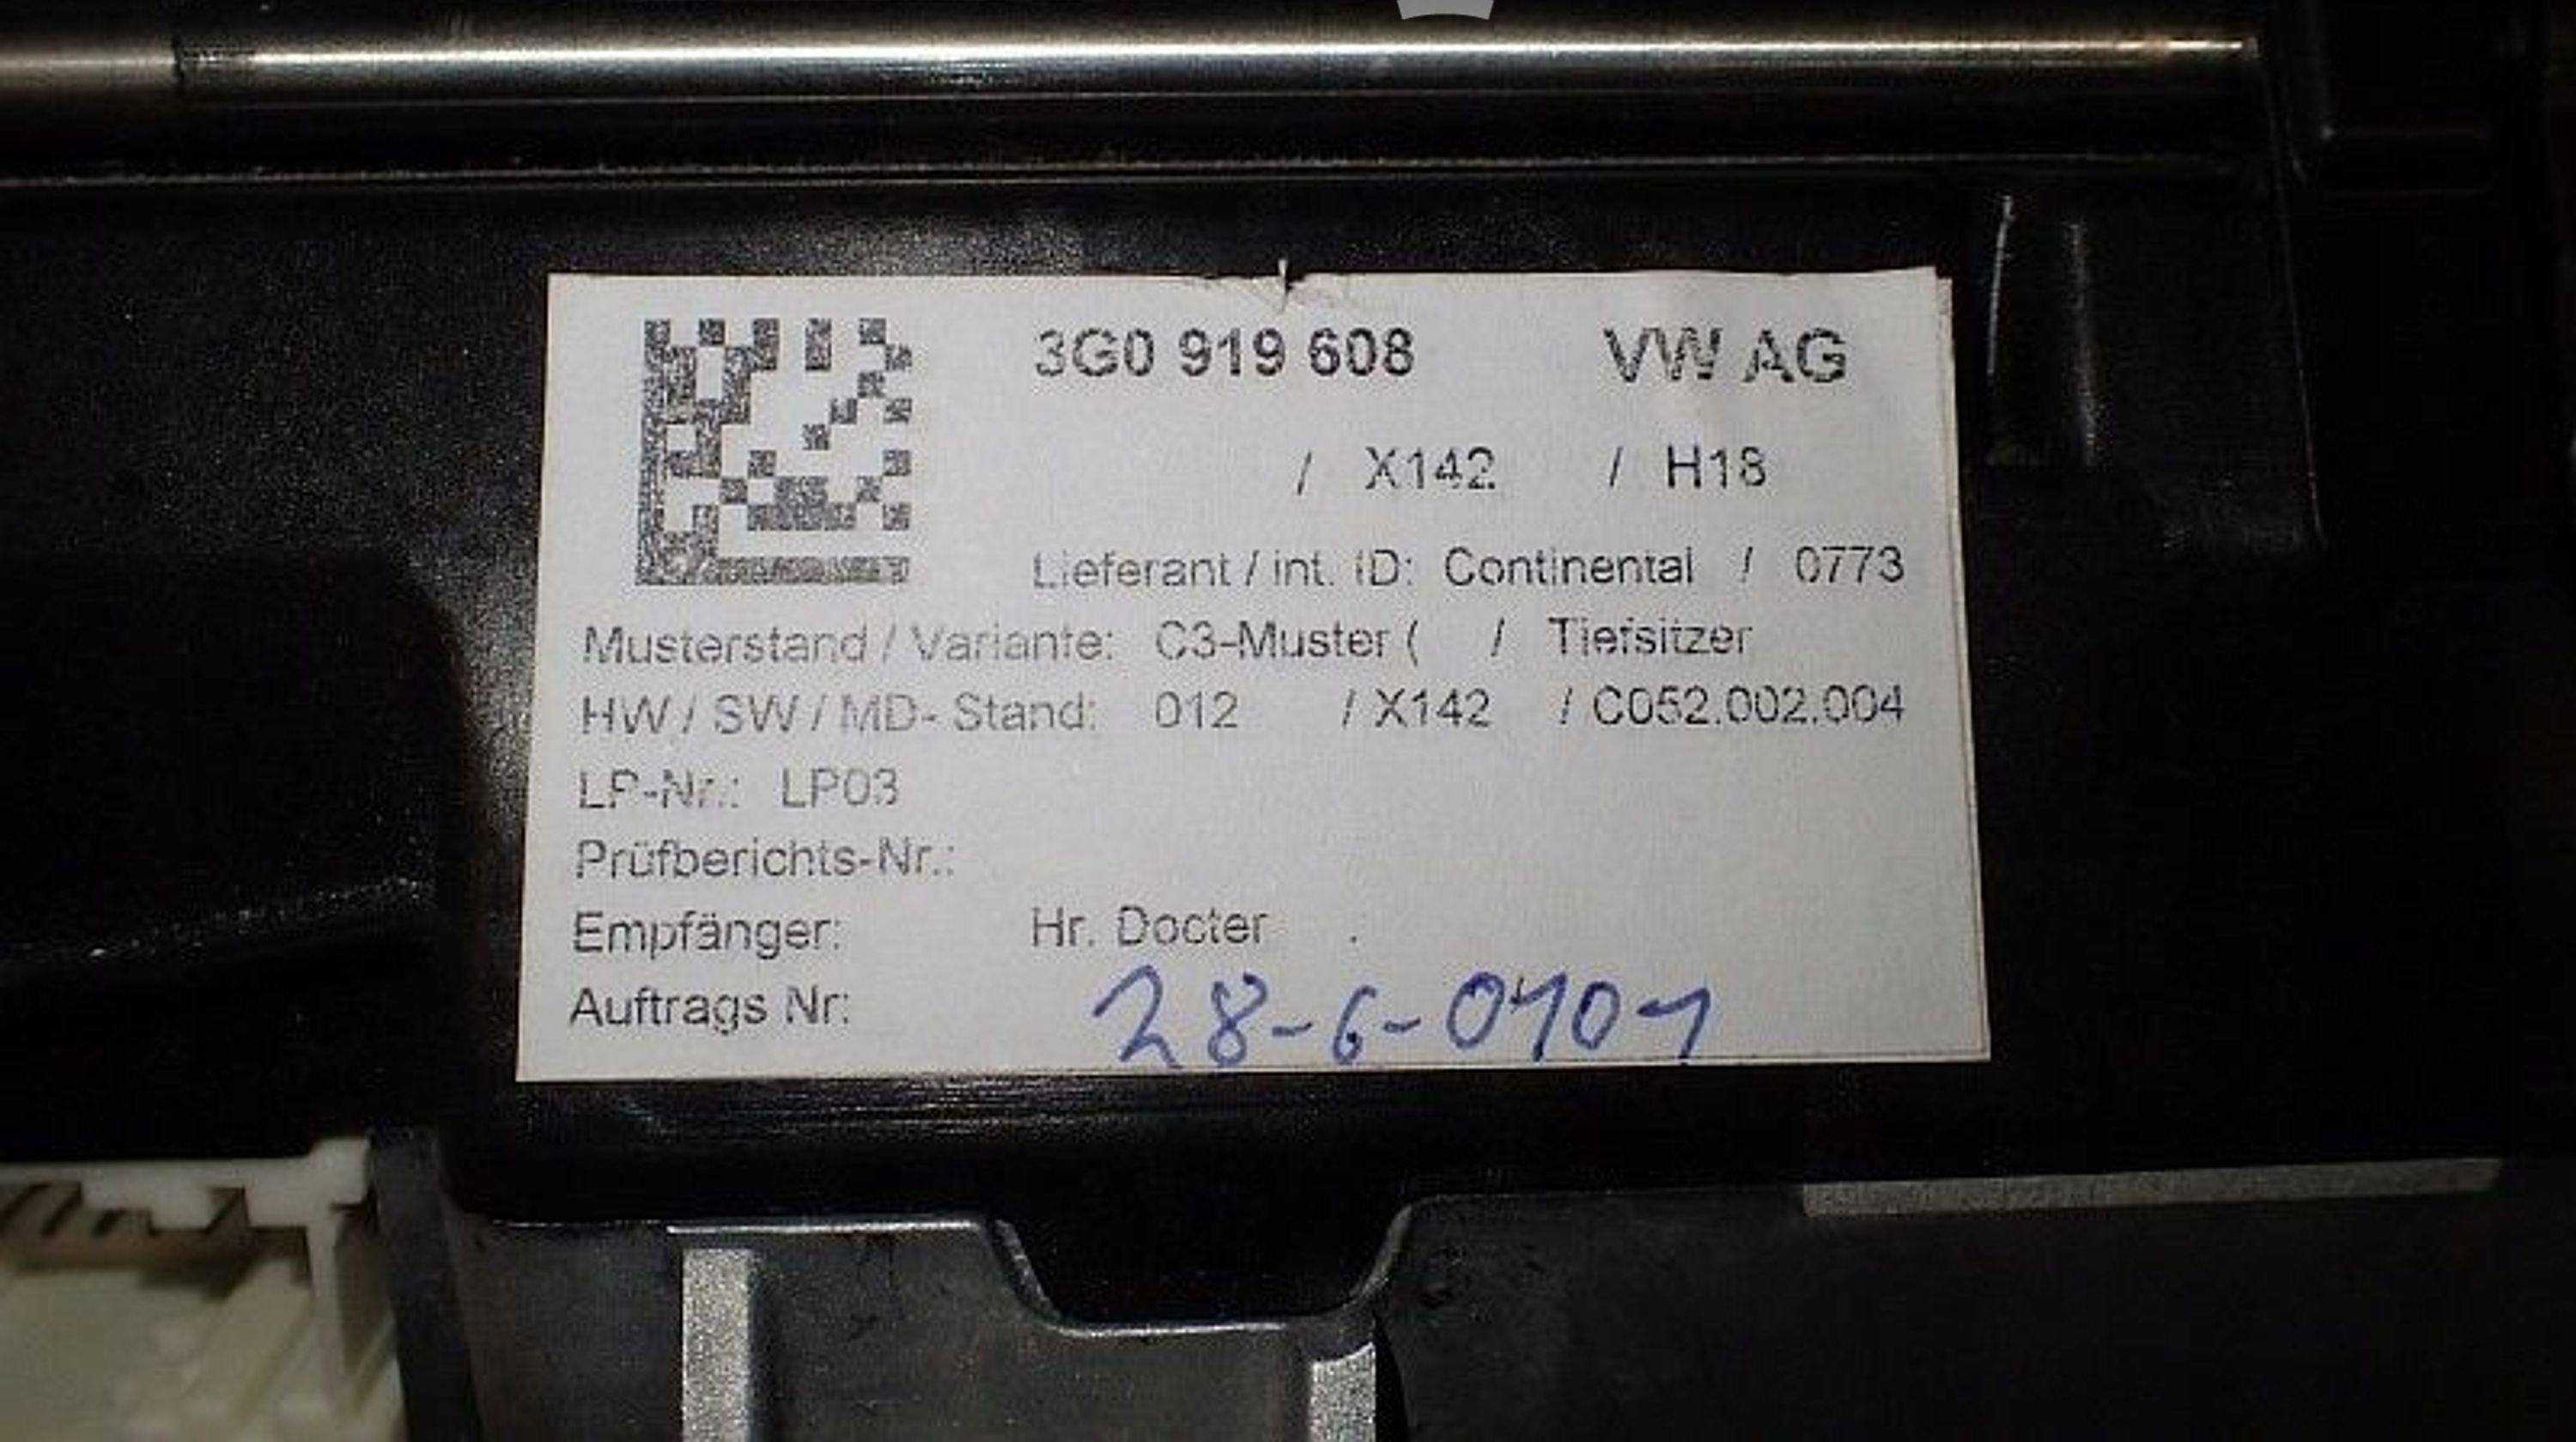 3G0 919 608 VW AG
/ X142 / H18
Lieferant / int. ID: Continental / 0773
Musterstand / Variante: C3-Muster ( / Tiefsitzer
HW / SW / MD- Stand: 012 / X142 / C052.002.004
LP-Nr.: LP03
Prüfberichts-Nr.:
Empfänger: Hr. Docter
Auftrags Nr: 28-6-0101